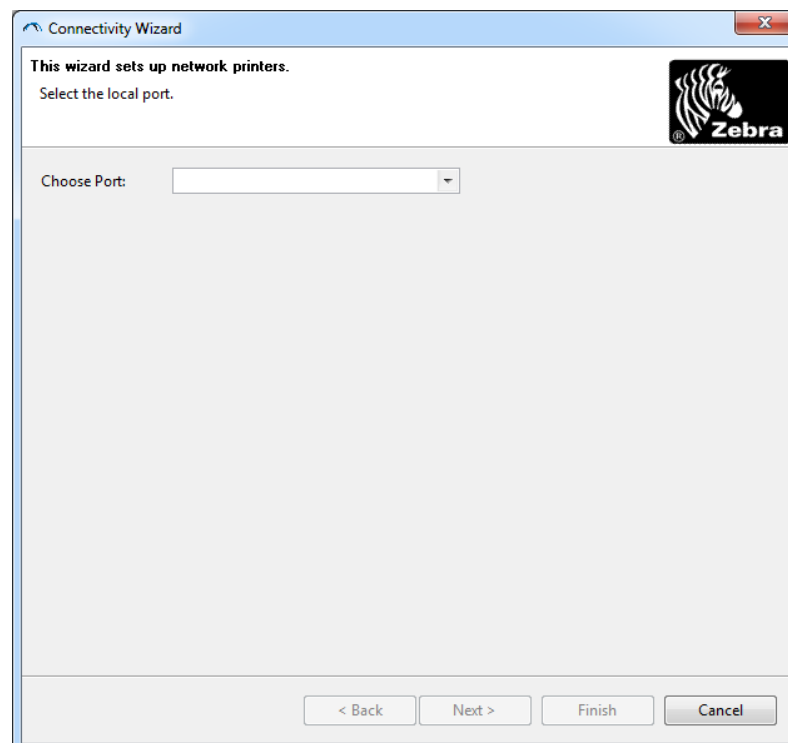 Connectivity Wizard
This wizard sets up network printers.
Select the local port.
® Zebra
Choose Port:
< Back Next > Finish Cancel